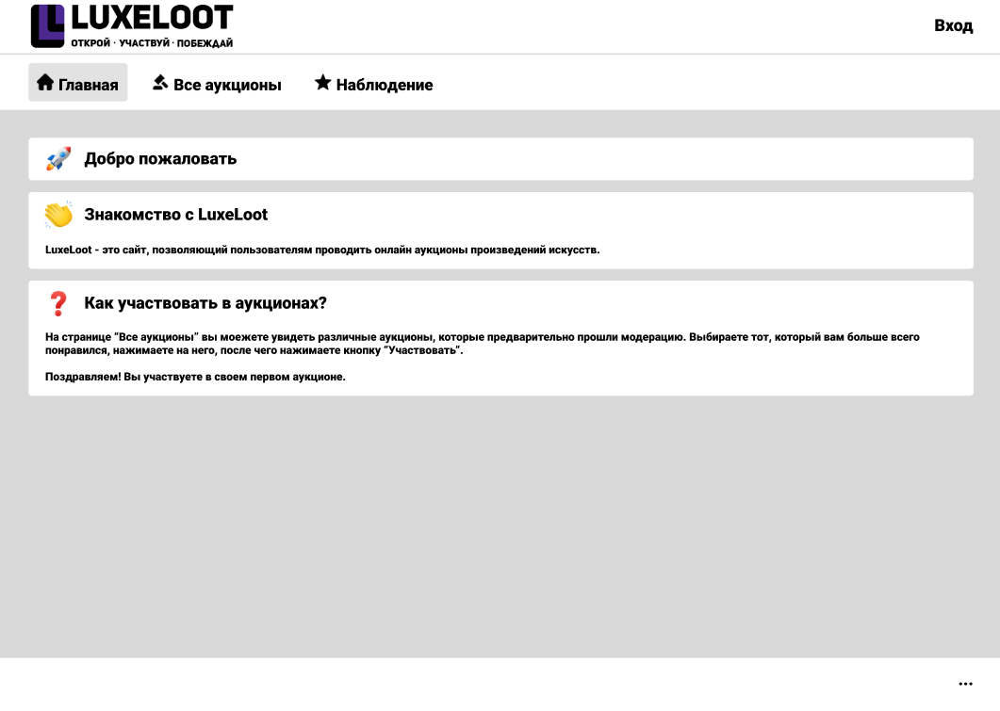 LUXELOOT
ОТКРОЙ · УЧАСТВУЙ · ПОБЕЖДАЙ
Вход
Главная
Все аукционы
Наблюдение
Добро пожаловать
Знакомство с LuxeLoot
LuxeLoot - это сайт, позволяющий пользователям проводить онлайн аукционы произведений искусств.
Как участвовать в аукционах?
На странице “Все аукционы” вы моежете увидеть различные аукционы, которые предварительно прошли модерацию. Выбираете тот, который вам больше всего
понравился, нажимаете на него, после чего нажимаете кнопку “Участвовать”.
Поздравляем! Вы участвуете в своем первом аукционе.
...